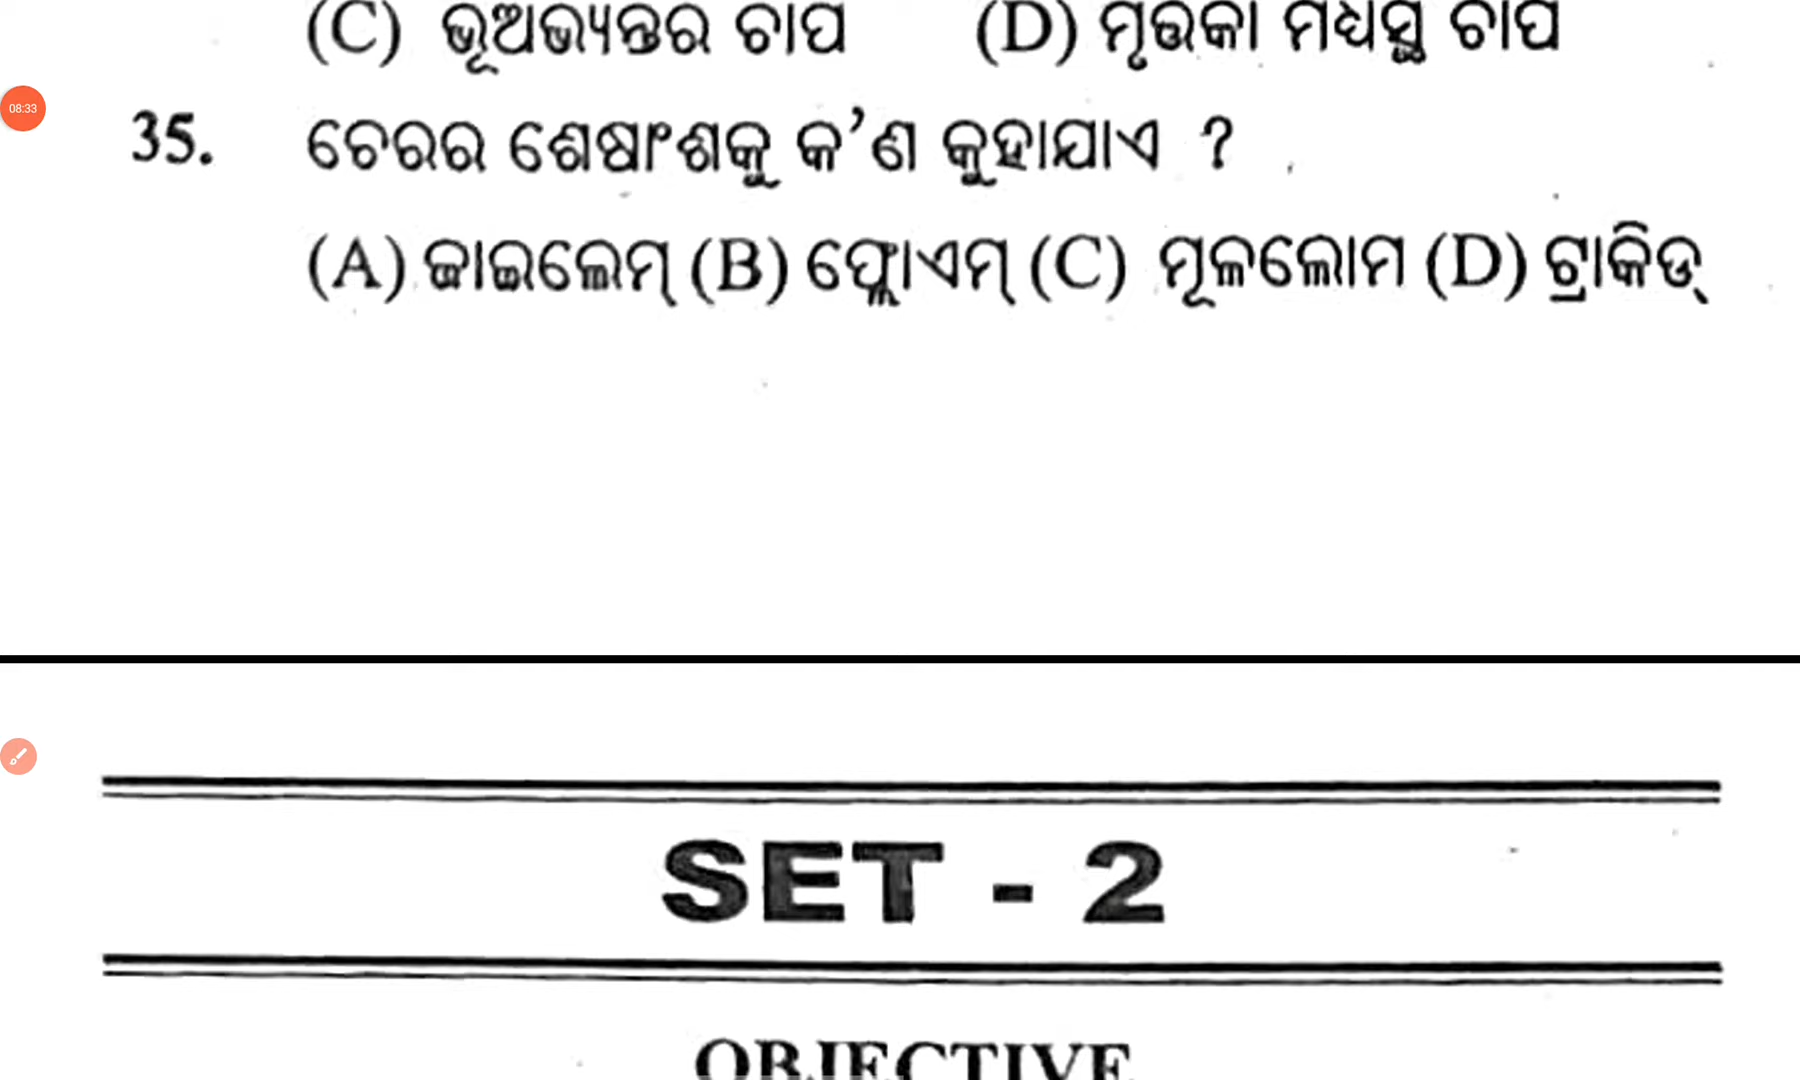 (C) ଭୂଅଭ୍ୟନ୍ତର ଚାପ (D) ମୃତ୍ତିକା ମଧ୍ୟସ୍ଥ ଚାପ
08:33
35. ଚେରର ଶେଷାଂଶକୁ କ'ଣ କୁହାଯାଏ ?
(A) ଜାଇଲେମ୍ (B) ଫ୍ଲୋଏମ୍ (C) ମୂଳଲୋମ (D) ଟ୍ରାକିଡ୍
SET - 2
OBJECTIVE